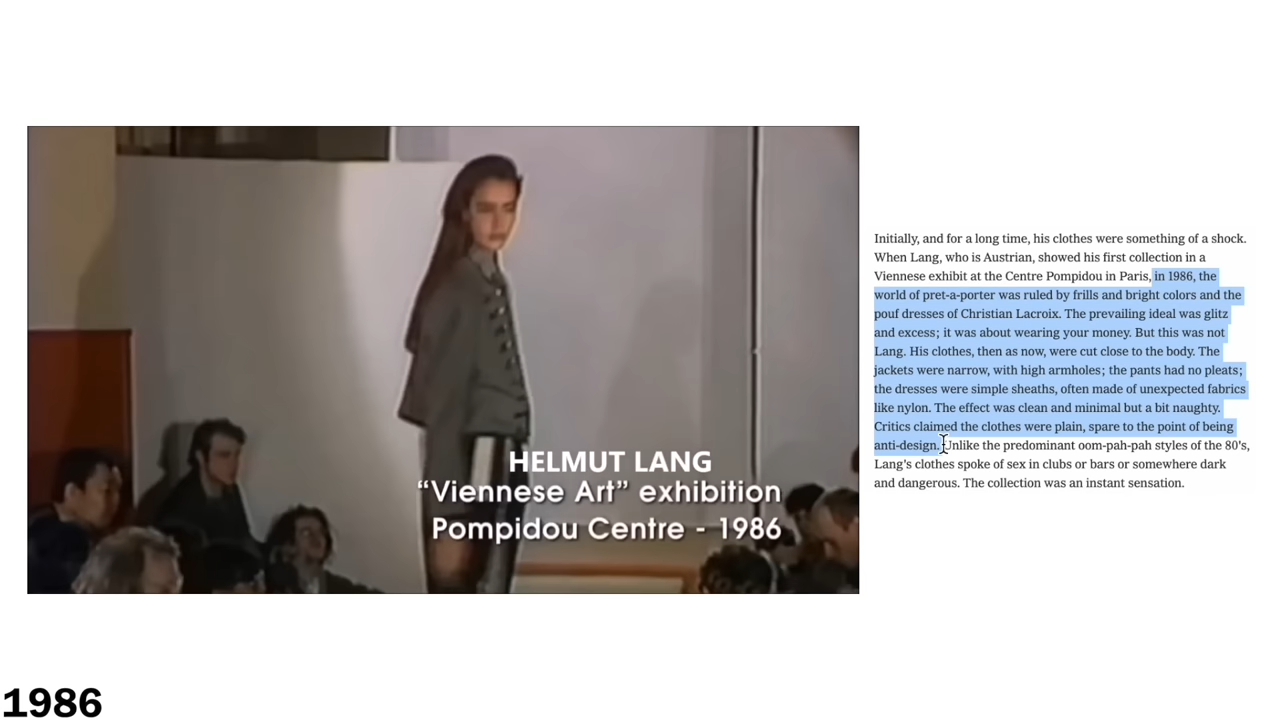 HELMUT LANG
“Viennese Art” exhibition
Pompidou Centre - 1986
Initially, and for a long time, his clothes were something of a shock.
When Lang, who is Austrian, showed his first collection in a
Viennese exhibit at the Centre Pompidou in Paris, in 1986, the
world of pret-a-porter was ruled by frills and bright colors and the
pouf dresses of Christian Lacroix. The prevailing ideal was glitz
and excess; it was about wearing your money. But this was not
Lang. His clothes, then as now, were cut close to the body. The
jackets were narrow, with high armholes; the pants had no pleats;
the dresses were simple sheaths, often made of unexpected fabrics
like nylon. The effect was clean and minimal but a bit naughty.
Critics claimed the clothes were plain, spare to the point of being
anti-design. Unlike the predominant oom-pah-pah styles of the 80's,
Lang's clothes spoke of sex in clubs or bars or somewhere dark
and dangerous. The collection was an instant sensation.
1986